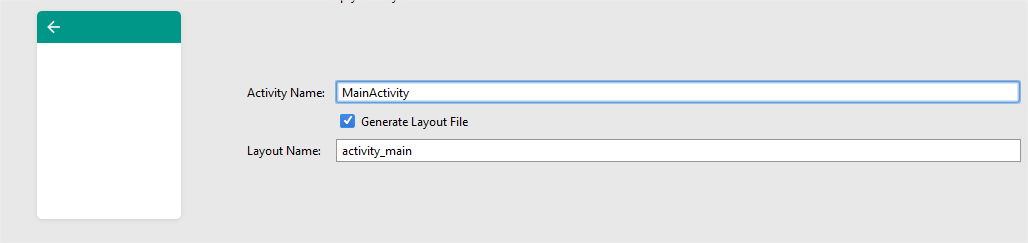 Activity Name: MainActivity
Generate Layout File
Layout Name: activity_main